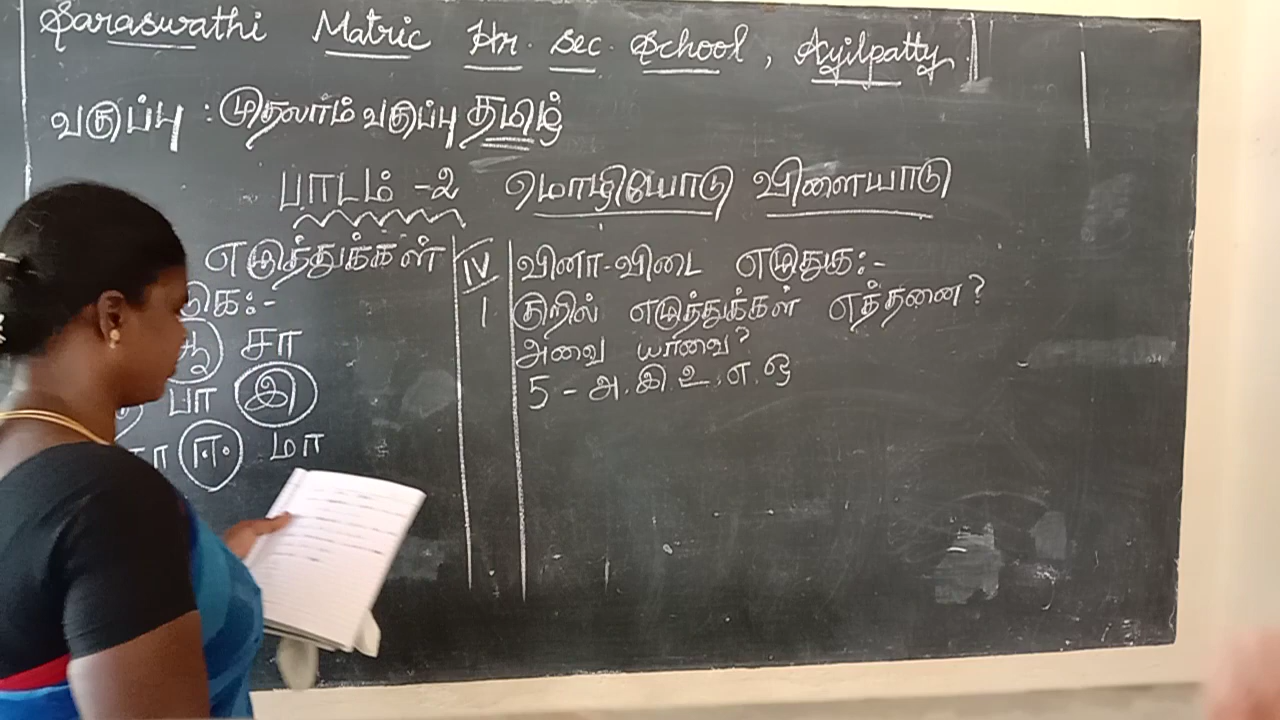 Saraswathi Matric Hr. Sec. School, Ayilpatty.
வகுப்பு : முதலாம் வகுப்பு தமிழ்
பாடம் -2 மொழியோடு விளையாடு
எழுத்துக்கள்
சா
பா இ
ஈ. மா
IV வினா-விடை எழுதுக:-
1 குறில் எழுத்துக்கள் எத்தனை?
அவை யாவை?
5 - அ. இ. உ. எ. ஒ